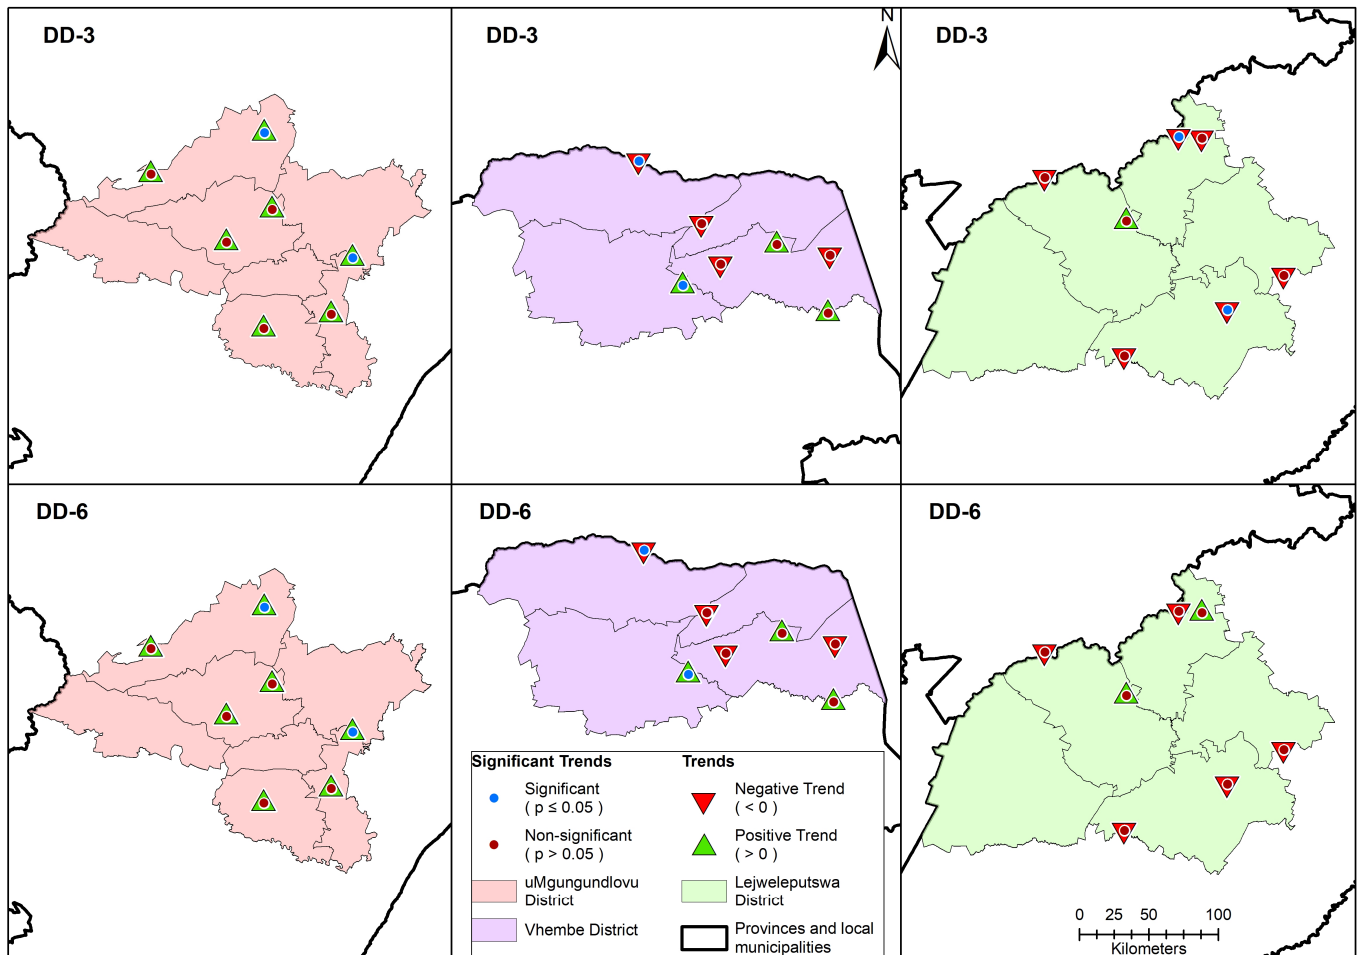 DD-3
DD-3
N
DD-3
DD-6
DD-6
DD-6
Significant Trends
Significant
( p ≤ 0.05 )
Non-significant
( p > 0.05 )
uMgungundlovu
District
Vhembe District
Trends
Negative Trend
( < 0 )
Positive Trend
( > 0 )
Lejweleputswa
District
Provinces and local
municipalities
0 25 50 100
Kilometers